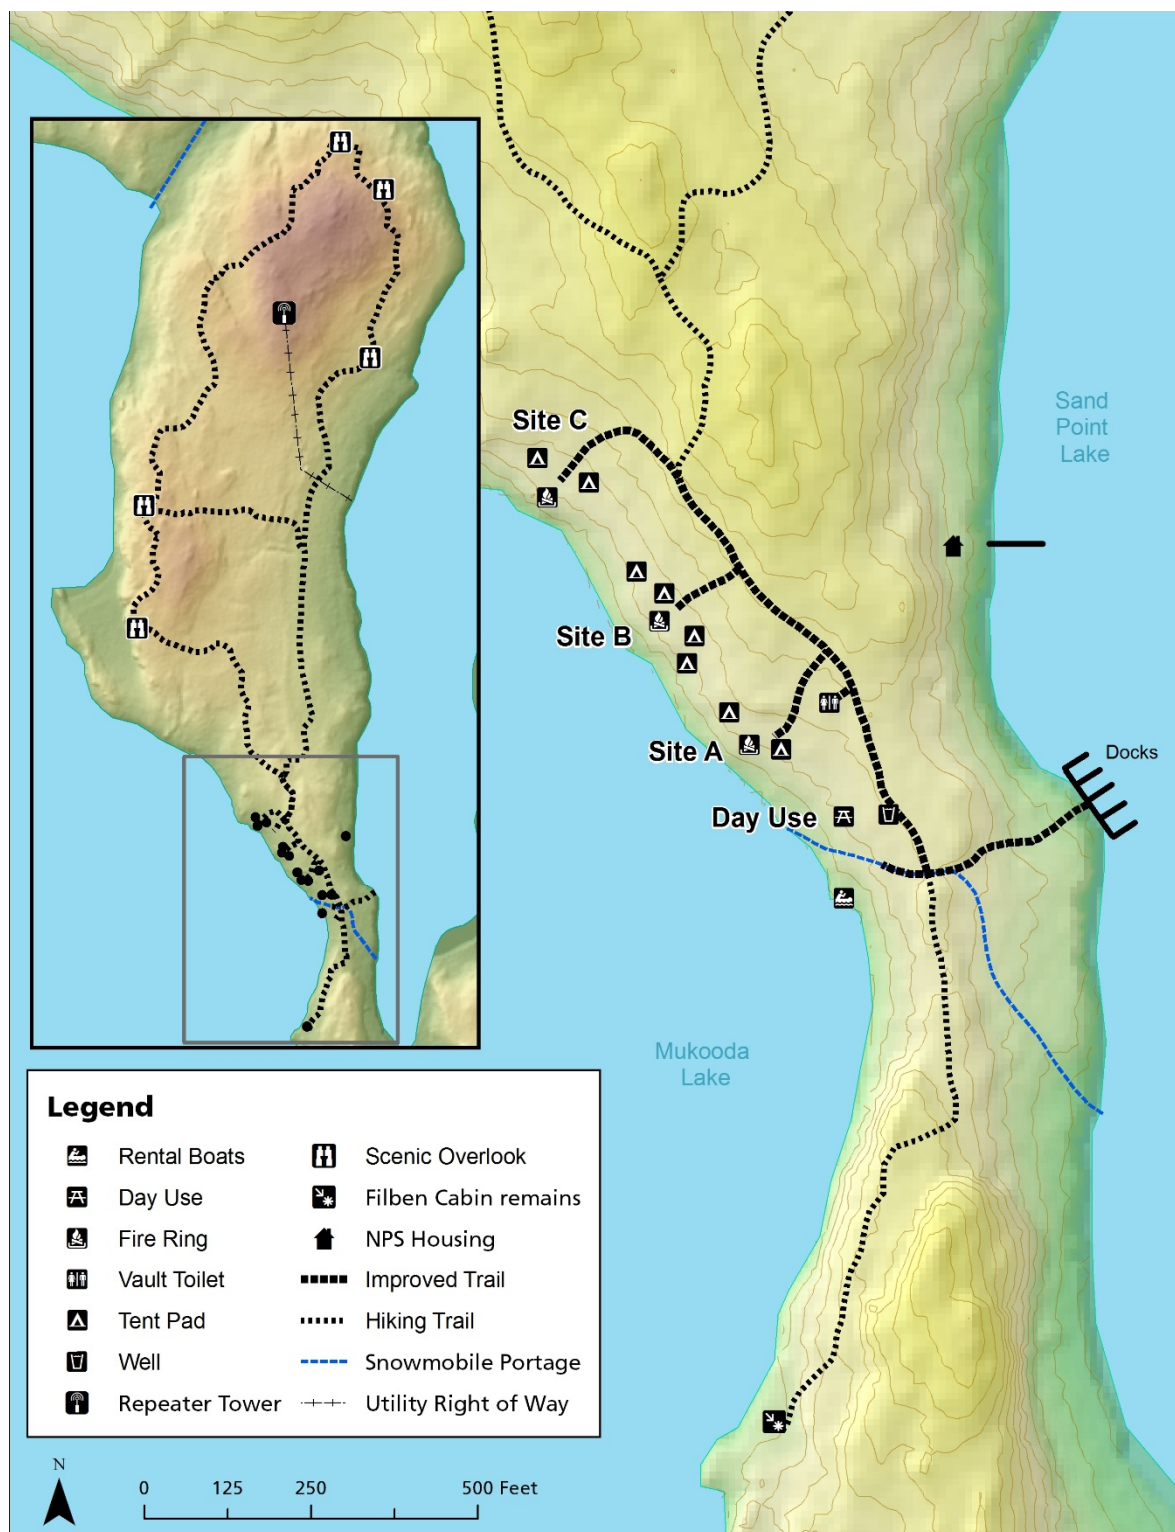 Site C
Sand
Point
Lake
Site B
Site A
Docks
Day Use
Mukooda
Lake
Legend
Rental Boats
Day Use
Fire Ring
Vault Toilet
Tent Pad
Well
Repeater Tower
Scenic Overlook
Filben Cabin remains
NPS Housing
Improved Trail
Hiking Trail
Snowmobile Portage
Utility Right of Way
N
0 125 250 500 Feet